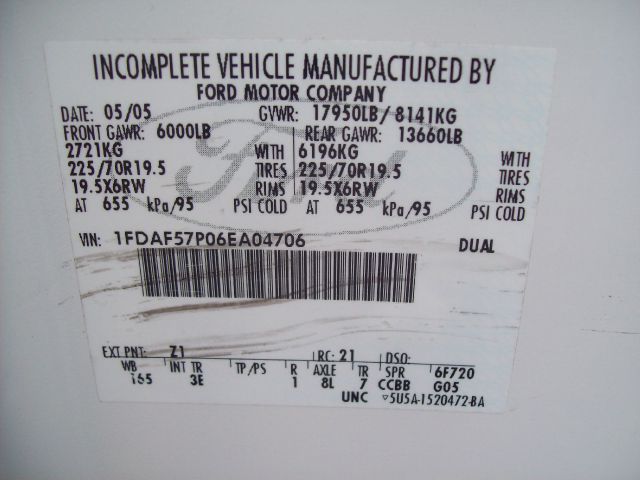 INCOMPLETE VEHICLE MANUFACTURED BY
FORD MOTOR COMPANY
DATE: 05/05 GVWR: 17950LB/ 8141KG
FRONT GAWR: 6000LB REAR GAWR: 13660LB
2721KG WITH 6196KG WITH
225/70R19.5 TIRES 225/70R19.5 TIRES
19.5X6RW RIMS 19.5X6RW RIMS
AT 655 kPa/95 PSI COLD AT 655 kPa/95 PSI COLD
VIN: 1FDAF57P06EA04706 DUAL
Ford
EXT PNT: Z1 RC: 21 DSO:
WB INT TR TP/PS R AXLE TR SPR 6F720
165 3E 1 8L 7 CCBB G05
UNC ▽5U5A-1520472-BA